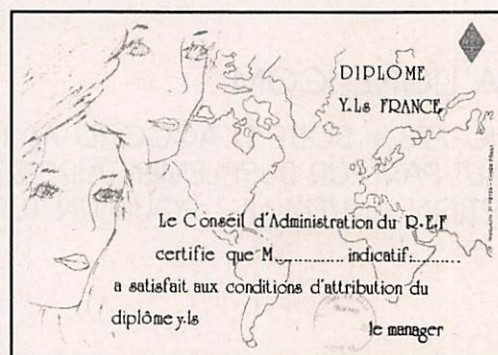 DIPLOME
Y.Ls FRANCE
Le Conseil d'Administration du R.E.F
certifie que M.............. indicatif:..........
a satisfait aux conditions d'attribution du
diplôme y.ls
le manager